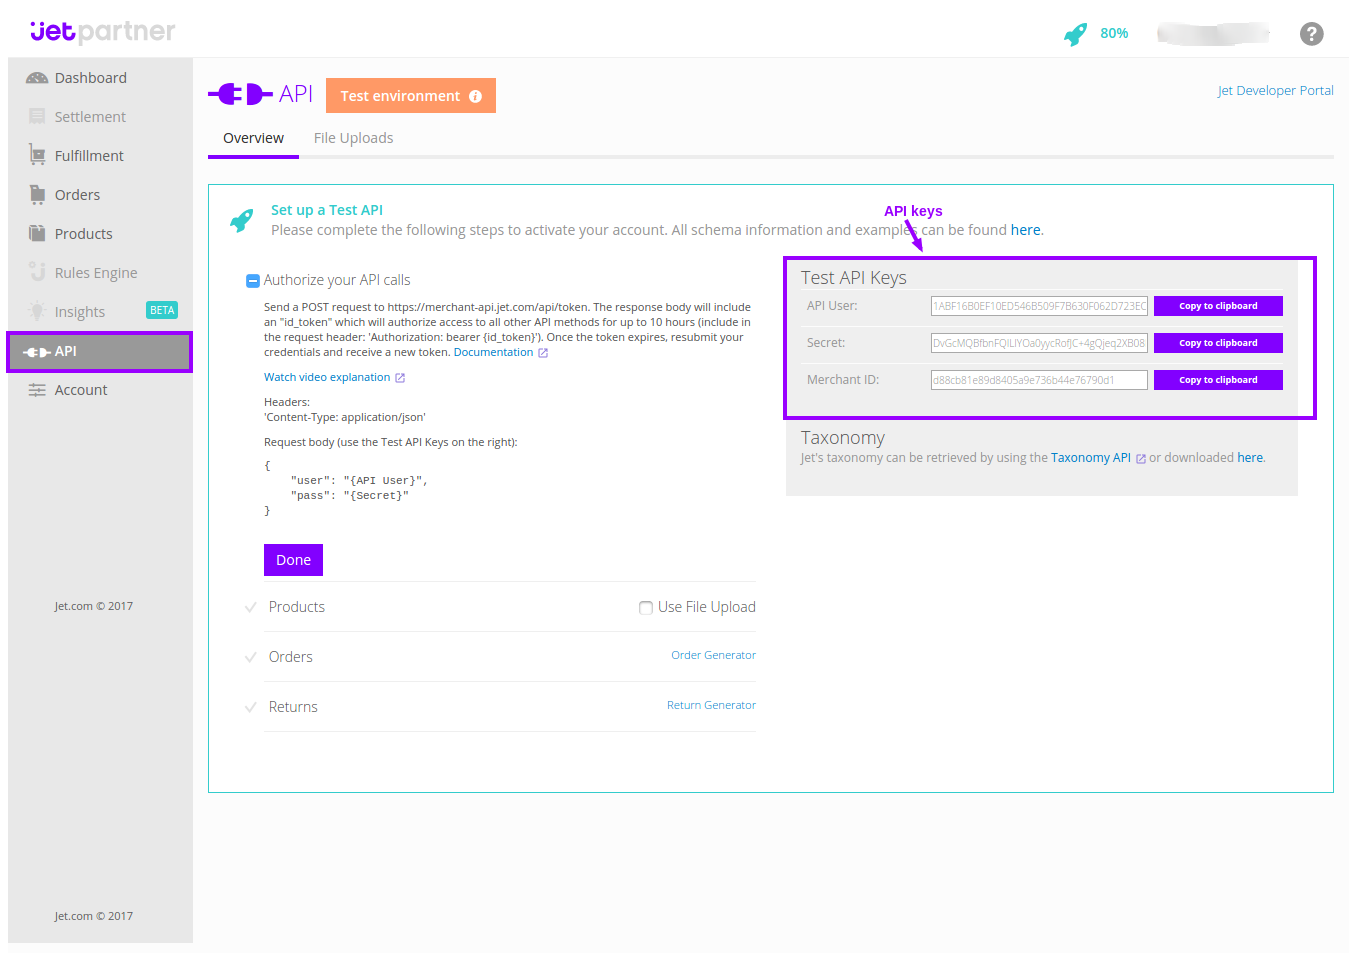 jet partner
80%
?
Dashboard
Settlement
Fulfillment
Orders
Products
Rules Engine
Insights BETA
API
Account
Jet.com © 2017
Jet.com © 2017
API Test environment
Jet Developer Portal
Overview File Uploads
Set up a Test API
API keys
Please complete the following steps to activate your account. All schema information and examples can be found here.
Authorize your API calls
Send a POST request to https://merchant-api.jet.com/api/token. The response body will include
an "id_token" which will authorize access to all other API methods for up to 10 hours (include in
the request header: 'Authorization: bearer {id_token}'). Once the token expires, resubmit your
credentials and receive a new token. Documentation
Watch video explanation
Headers:
'Content-Type: application/json'
Request body (use the Test API Keys on the right):
{
"user": "{API User}",
"pass": "{Secret}"
}
Done
Products Use File Upload
Orders Order Generator
Returns Return Generator
Test API Keys
API User: 1ABF16B0EF10ED546B509F7B630F062D723EC Copy to clipboard
Secret: Copy to clipboard
Merchant ID: d88cb81e89d8405a9e736b44e76790d1 Copy to clipboard
Taxonomy
Jet's taxonomy can be retrieved by using the Taxonomy API or downloaded here.